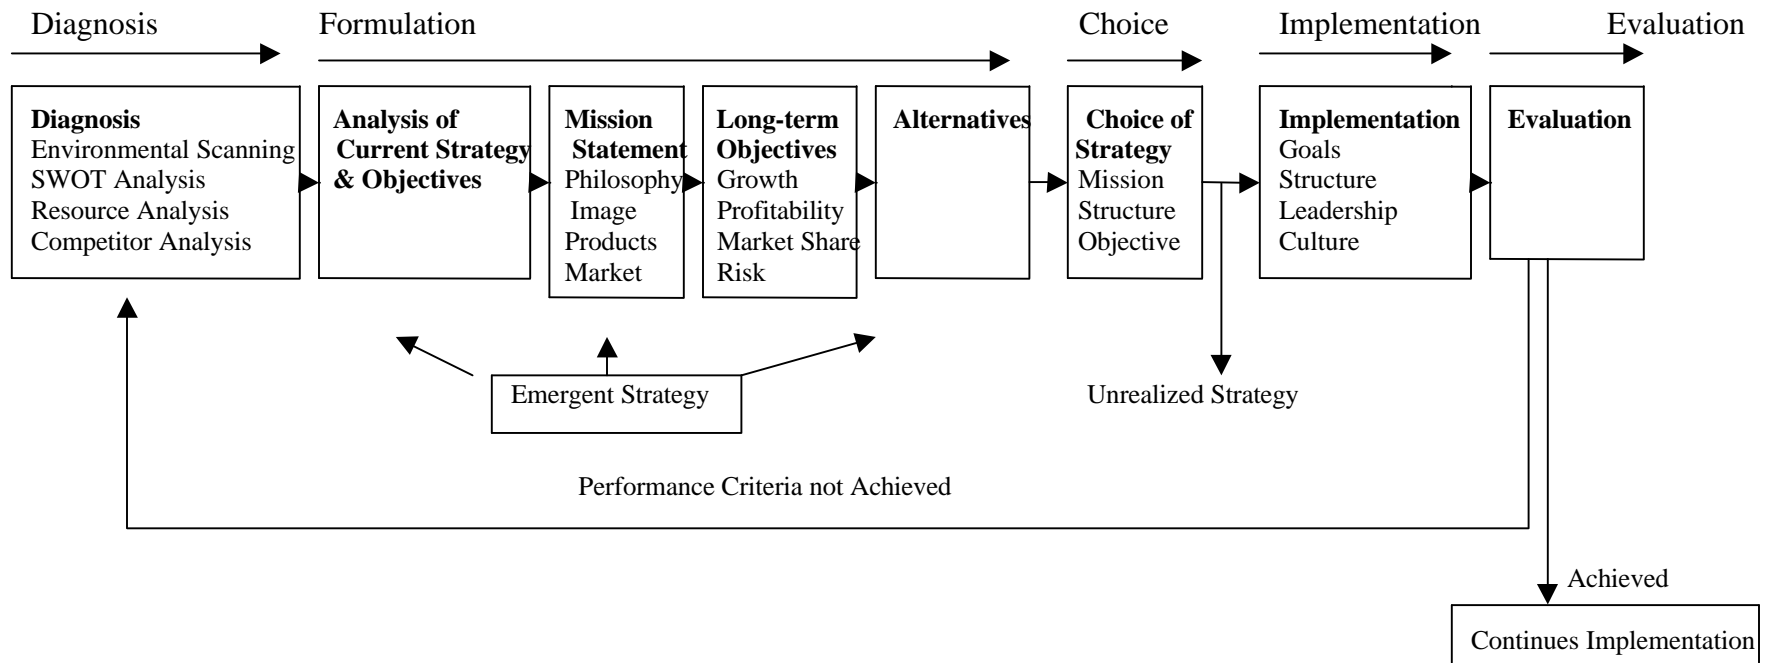 Diagnosis
Formulation
Choice
Implementation
Evaluation
Diagnosis
Environmental Scanning
SWOT Analysis
Resource Analysis
Competitor Analysis
Analysis of
Current Strategy
& Objectives
Mission
Statement
Philosophy
Image
Products
Market
Long-term
Objectives
Growth
Profitability
Market Share
Risk
Alternatives
Choice of
Strategy
Mission
Structure
Objective
Implementation
Goals
Structure
Leadership
Culture
Evaluation
Emergent Strategy
Unrealized Strategy
Performance Criteria not Achieved
Achieved
Continues Implementation